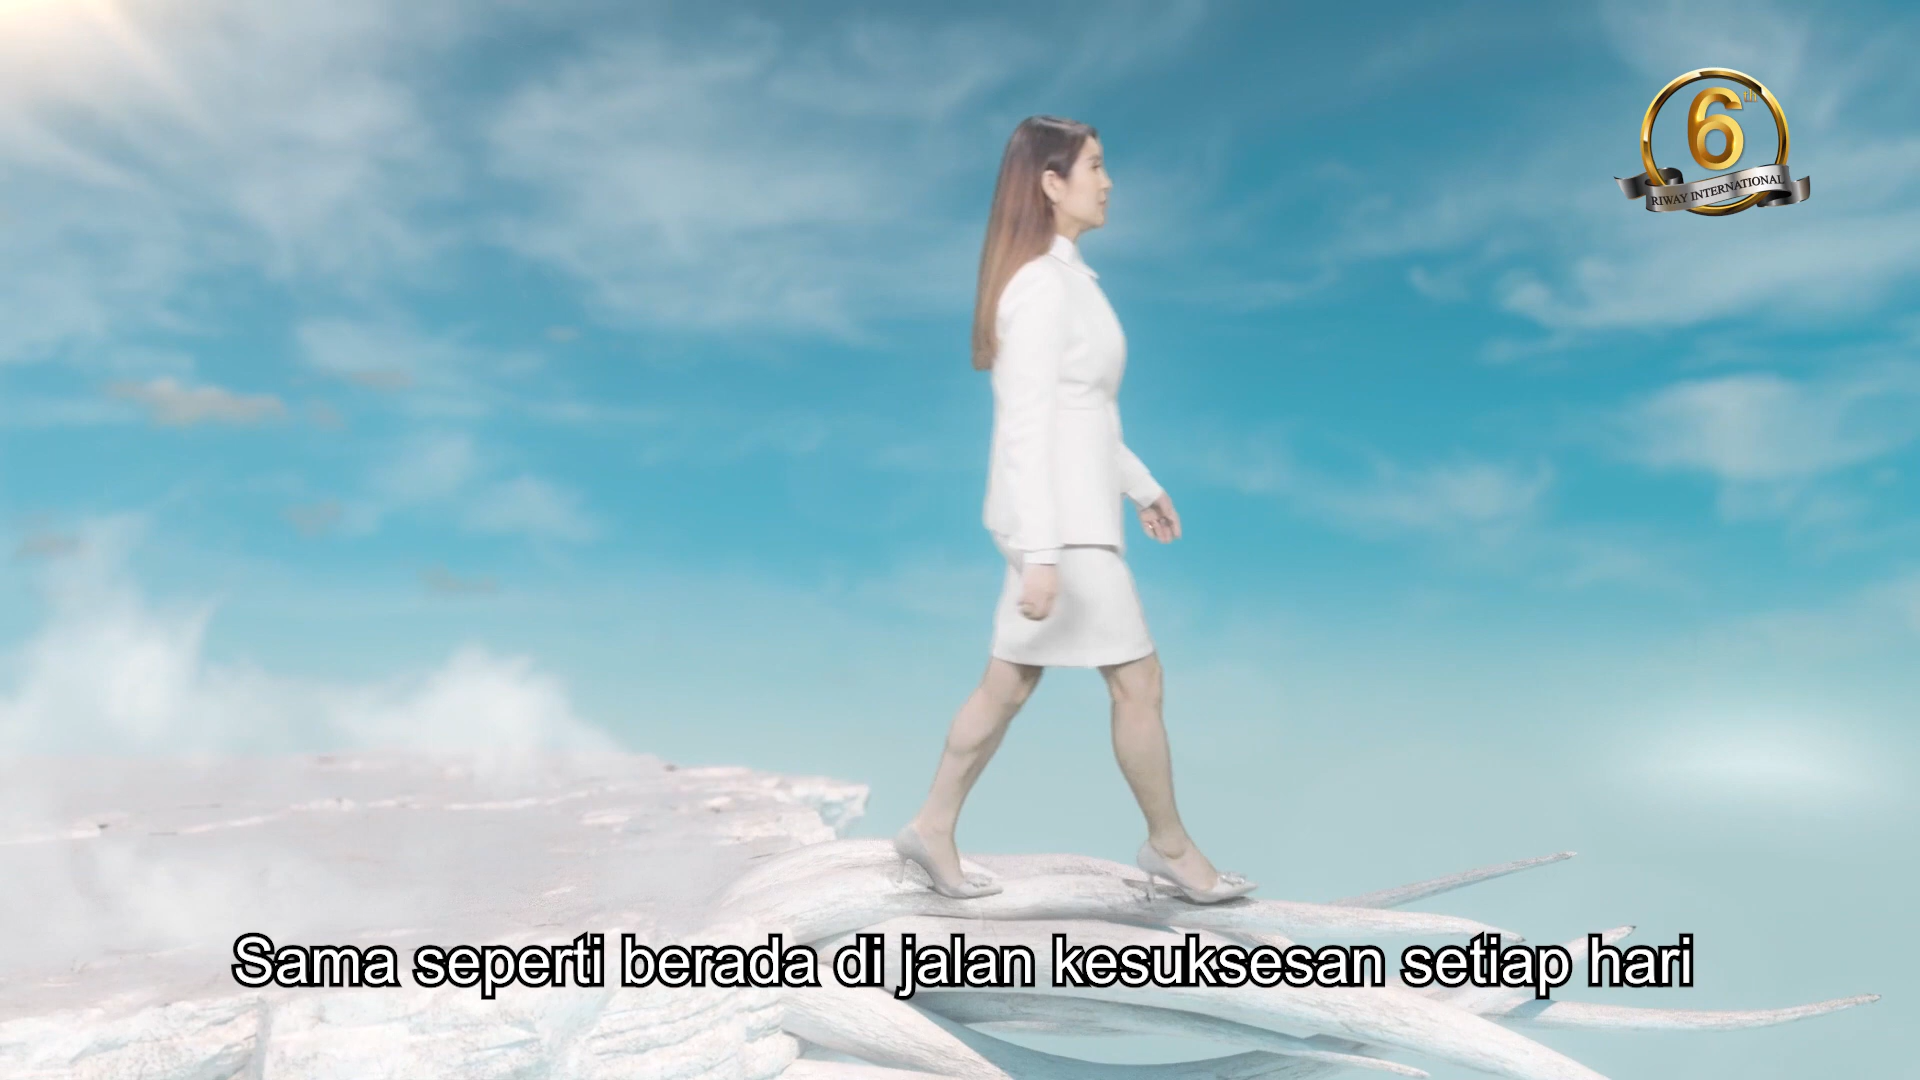 6th
RIWAY INTERNATIONAL
Sama seperti berada di jalan kesuksesan setiap hari